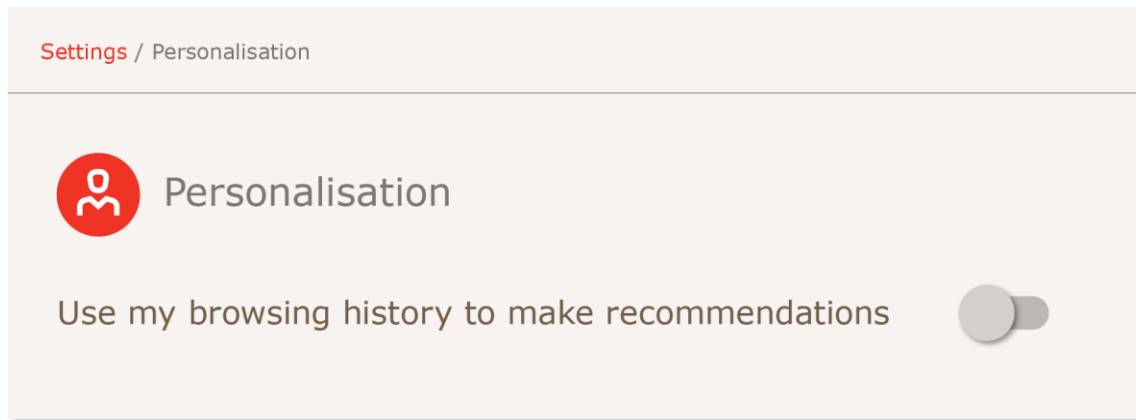 Settings / Personalisation
Personalisation
Use my browsing history to make recommendations